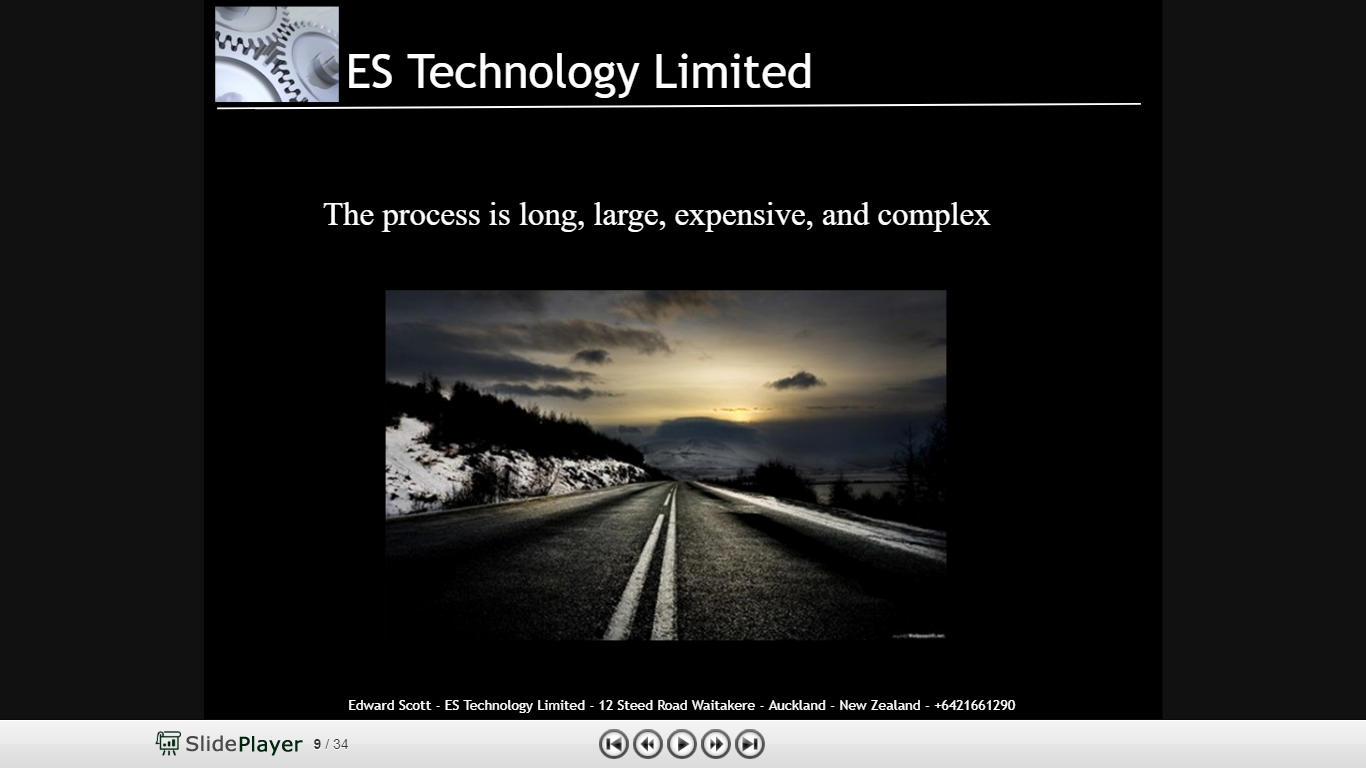 ES Technology Limited
The process is long, large, expensive, and complex
Edward Scott - ES Technology Limited - 12 Steed Road Waitakere - Auckland - New Zealand - +6421661290
SlidePlayer 9 / 34